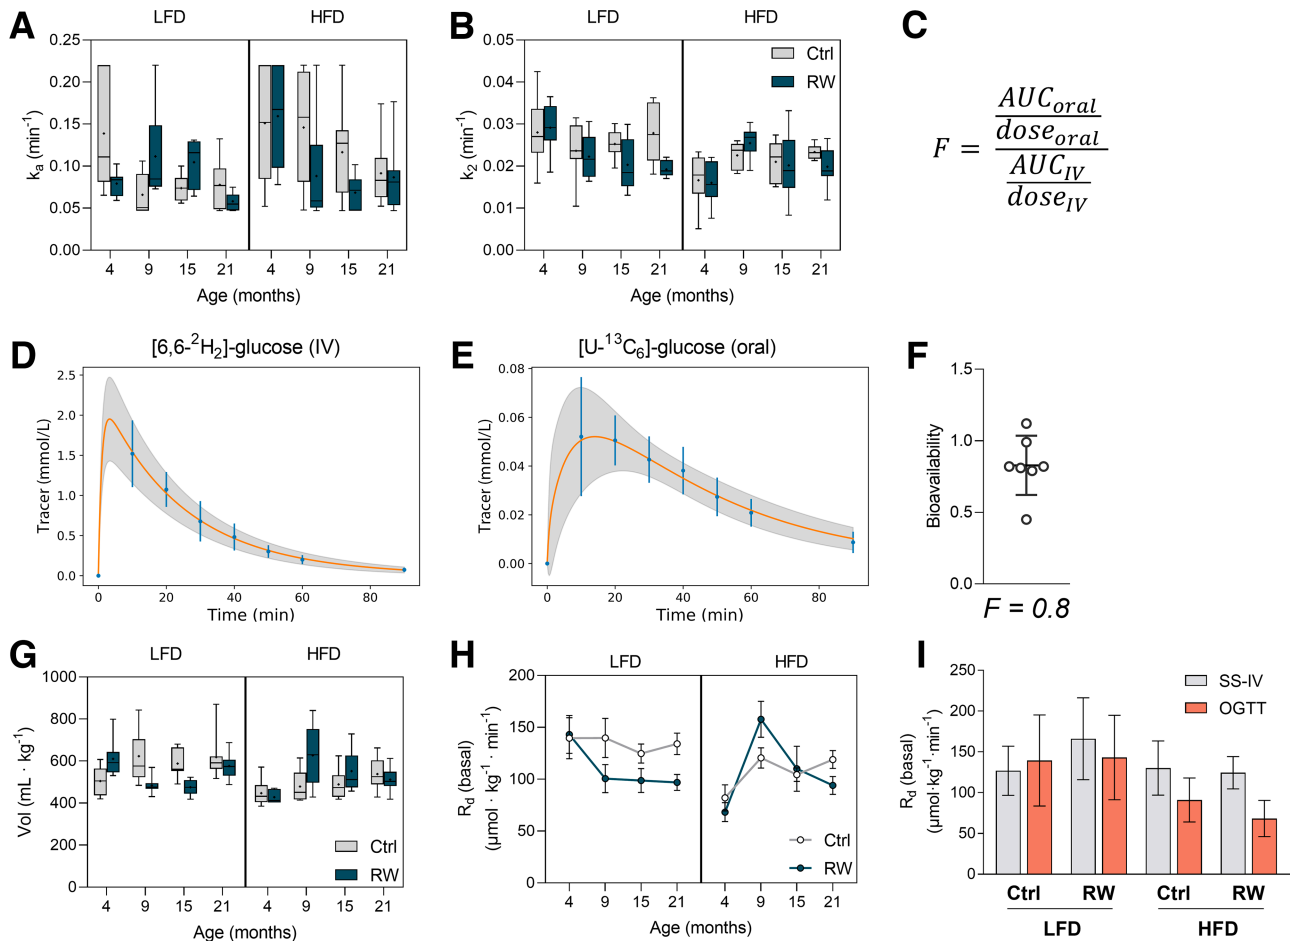 A
LFD
HFD
0.25
0.20
0.15
0.10
0.05
0.00
kₐ (min⁻¹)
4 9 15 21 4 9 15 21
Age (months)
B
LFD
HFD
0.05
0.04
0.03
0.02
0.01
0.00
k₂ (min⁻¹)
Ctrl
RW
4 9 15 21 4 9 15 21
Age (months)
C
F =
AUC_oral
dose_oral
AUC_IV
dose_IV
D
[6,6-²H₂]-glucose (IV)
2.5
2.0
1.5
1.0
0.5
0.0
Tracer (mmol/L)
0 20 40 60 80
Time (min)
E
[U-¹³C₆]-glucose (oral)
0.08
0.06
0.04
0.02
0.00
Tracer (mmol/L)
0 20 40 60 80
Time (min)
F
1.5
1.0
0.5
0.0
Bioavailability
F = 0.8
G
LFD
HFD
1000
800
600
400
200
0
Vol (mL · kg⁻¹)
Ctrl
RW
4 9 15 21 4 9 15 21
Age (months)
H
LFD
HFD
200
150
100
50
0
R_d (basal)
(μmol · kg⁻¹ · min⁻¹)
Ctrl
RW
4 9 15 21 4 9 15 21
Age (months)
I
250
200
150
100
50
0
R_d (basal)
(μmol·kg⁻¹·min⁻¹)
SS-IV
OGTT
Ctrl RW Ctrl RW
LFD HFD